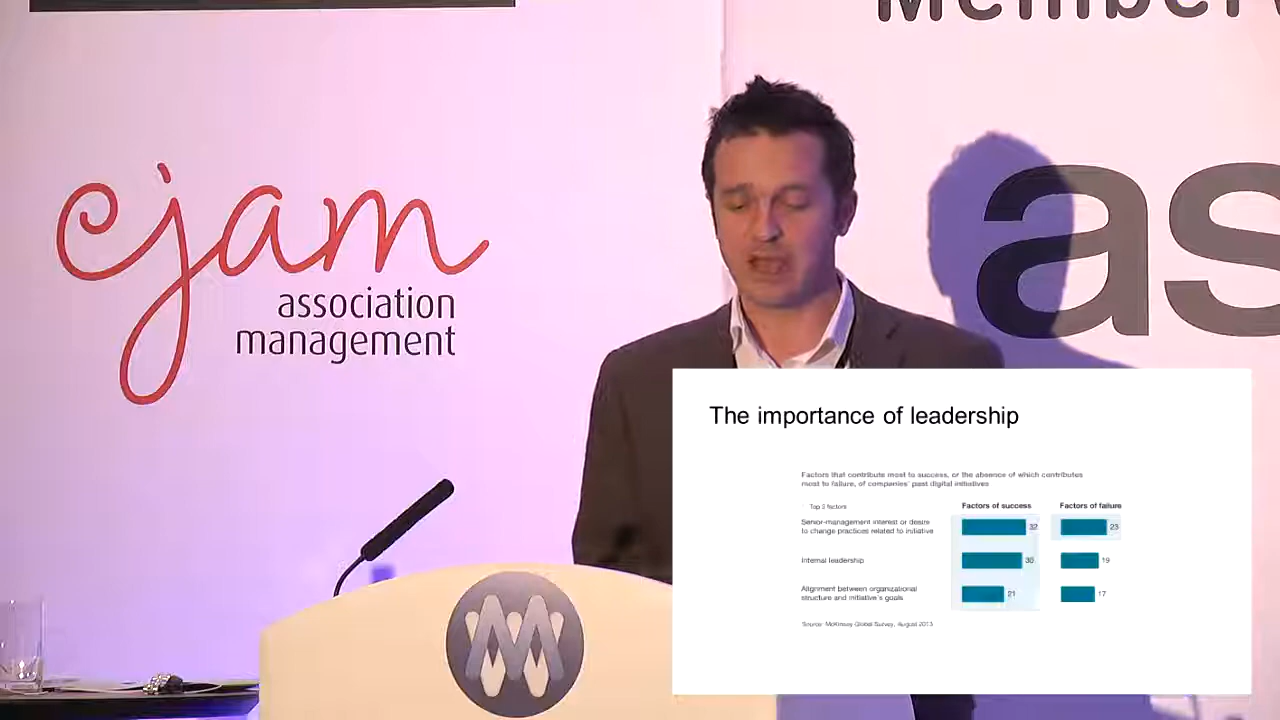 Member
cjam
association
management
as
The importance of leadership
Factors that contribute most to success, or the absence of which contributes
most to failure, of companies' past digital initiatives
Top 3 factors
Factors of success
Factors of failure
Senior-management interest or desire
to change practices related to initiative
32
23
Internal leadership
30
19
Alignment between organizational
structure and initiative's goals
21
17
Source: McKinsey Global Survey, August 2013